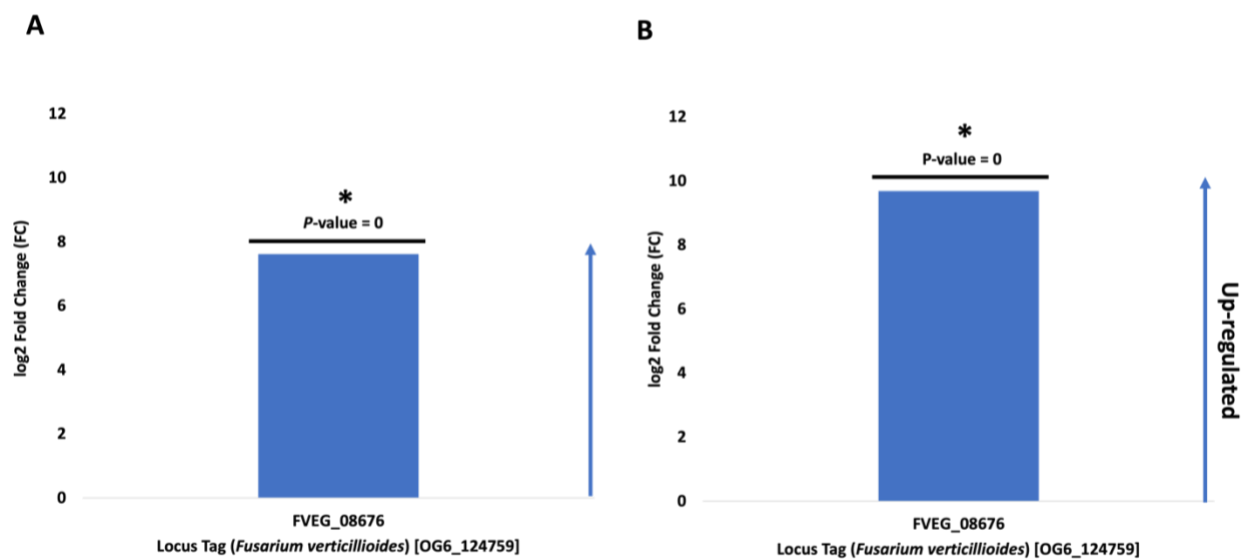 A
12
10
8
6
4
2
0
log2 Fold Change (FC)
*
P-value = 0
FVEG_08676
Locus Tag (Fusarium verticillioides) [OG6_124759]
B
12
10
8
6
4
2
0
log2 Fold Change (FC)
*
P-value = 0
Up-regulated
FVEG_08676
Locus Tag (Fusarium verticillioides) [OG6_124759]